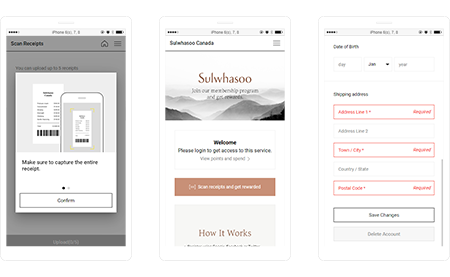 iPhone 6(s), 7, 8
Scan Receipts
You can upload up to 5 receipts
Make sure to capture the entire
receipt.
Confirm
iPhone 6(s), 7, 8
Sulwhasoo Canada
Sulwhasoo
Join our membership program
and get rewards.
Welcome
Please login to get access to this service.
View points and spend >
Scan receipts and get rewarded
How It Works
iPhone 6(s), 7, 8
Date of Birth
day Jan year
Shipping address
Address Line 1 * Required
Address Line 2
Town / City * Required
Country / State
Postal Code * Required
Save Changes
Delete Account